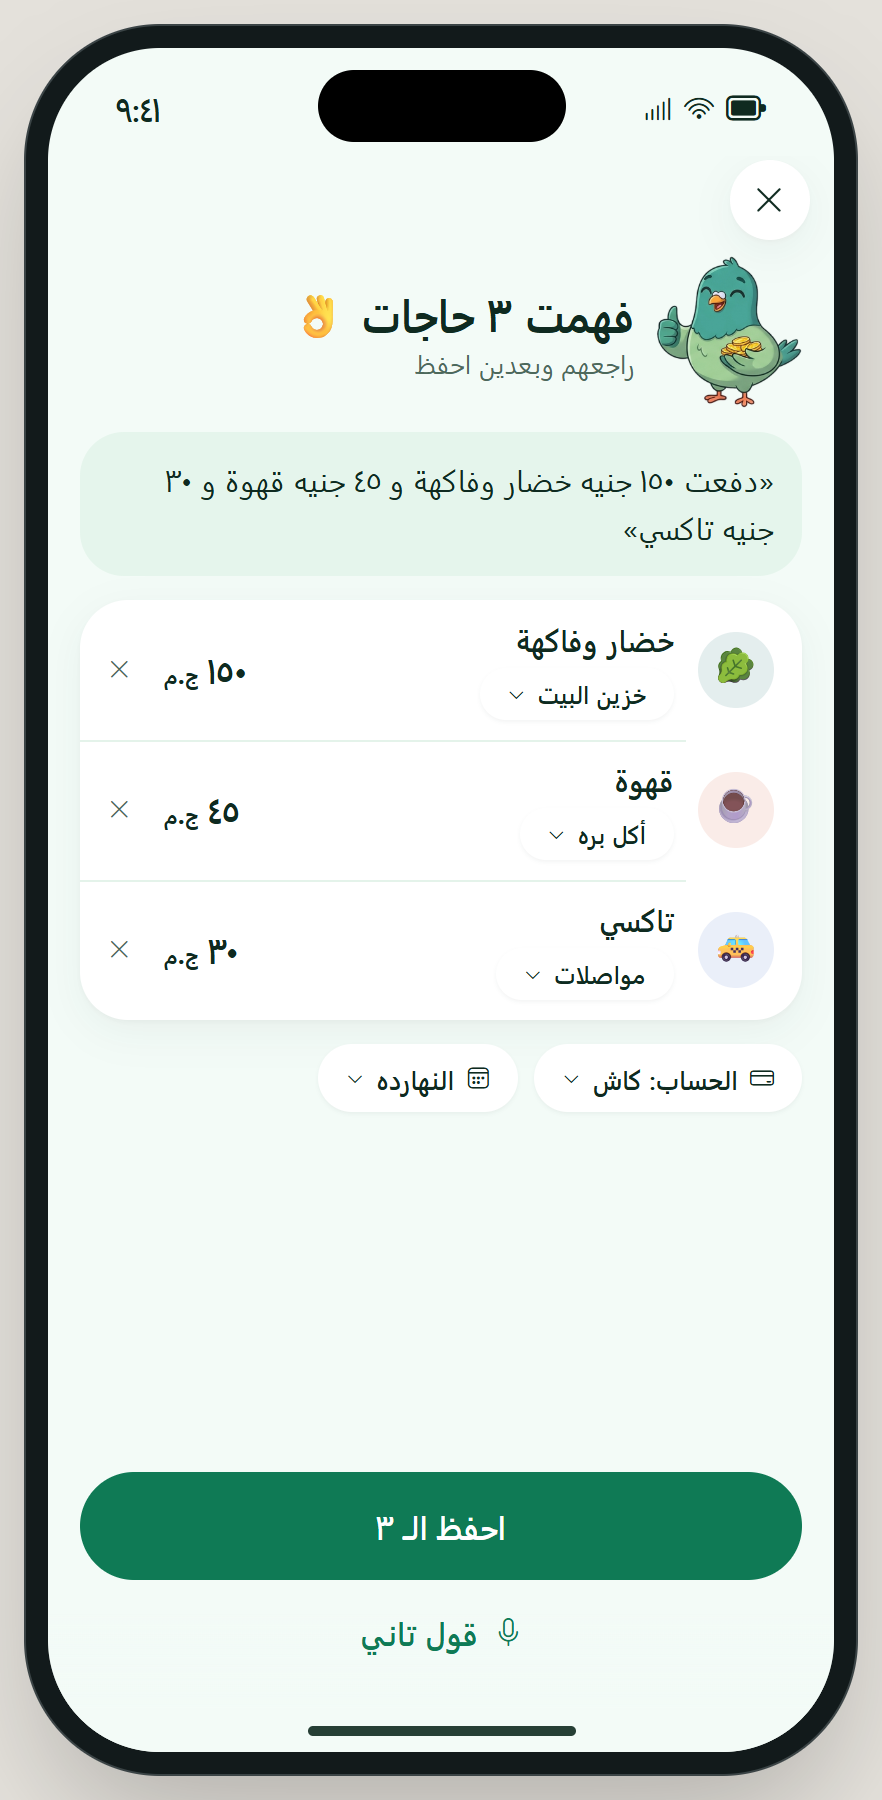 ٩:٤١
فهمت ٣ حاجات 👌
راجعهم وبعدين احفظ
«دفعت ١٥٠ جنيه خضار وفاكهة و ٤٥ جنيه قهوة و ٣٠
جنيه تاكسي»
خضار وفاكهة
خزين البيت
١٥٠ ج.م
قهوة
أكل بره
٤٥ ج.م
تاكسي
مواصلات
٣٠ ج.م
الحساب: كاش
النهارده
احفظ الـ ٣
قول تاني